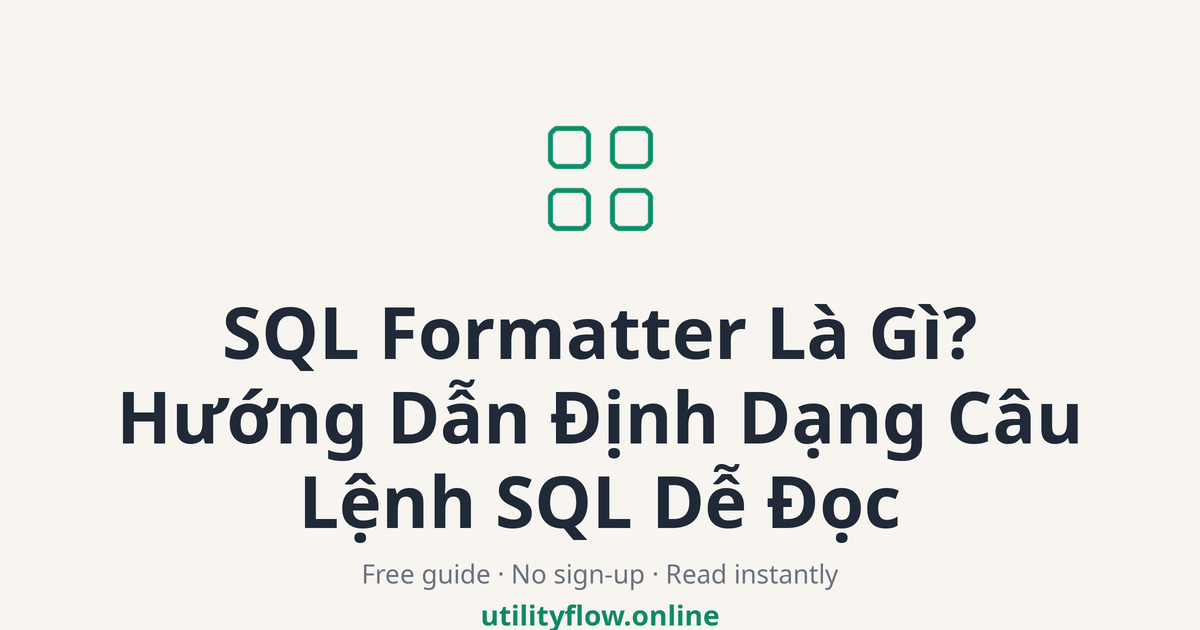 SQL Formatter Là Gì?
Hướng Dẫn Định Dạng Câu
Lệnh SQL Dễ Đọc
Free guide · No sign-up · Read instantly
utilityflow.online